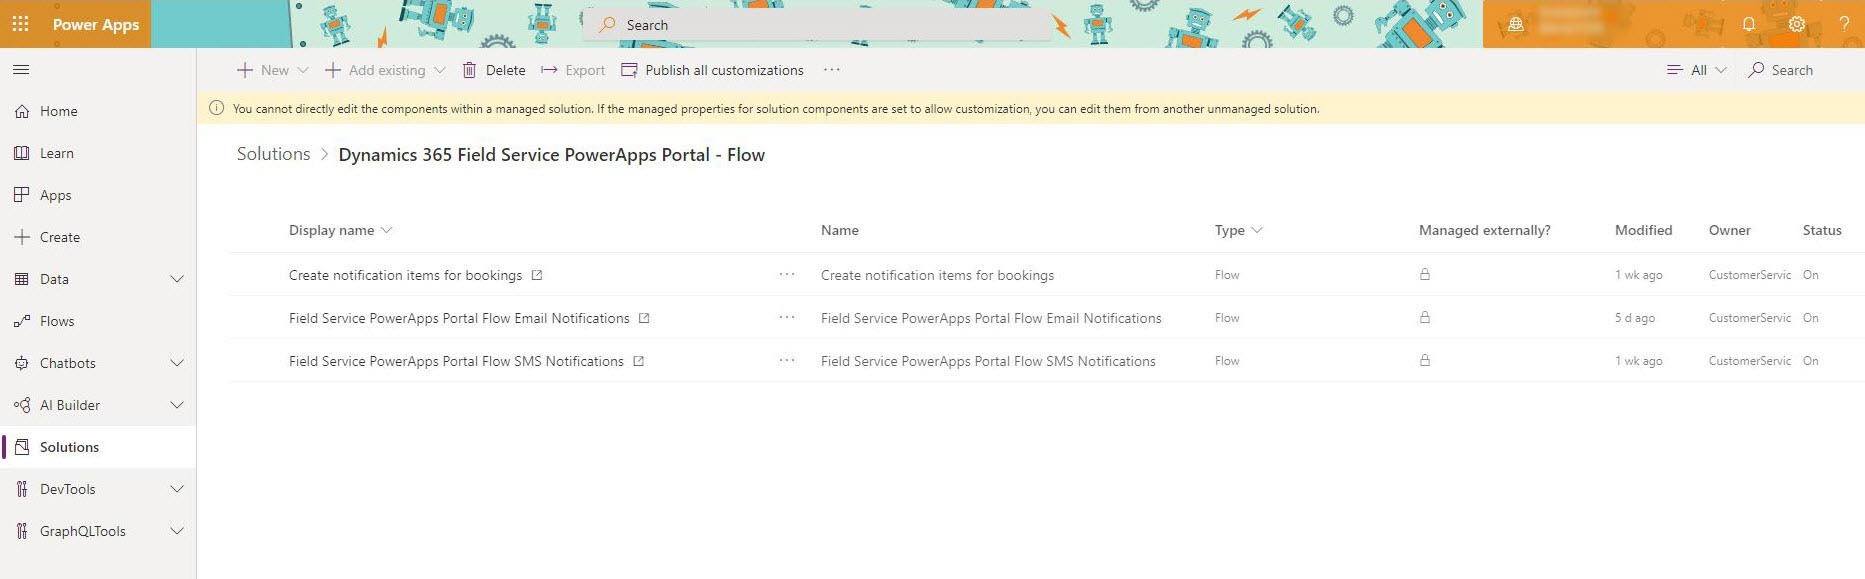 Power Apps Search ?
New Add existing Delete Export Publish all customizations ... All Search
You cannot directly edit the components within a managed solution. If the managed properties for solution components are set to allow customization, you can edit them from another unmanaged solution.
Home
Learn
Apps
Create
Data
Flows
Chatbots
AI Builder
Solutions
DevTools
GraphQLTools
Solutions > Dynamics 365 Field Service PowerApps Portal - Flow
Display name Name Type Managed externally? Modified Owner Status
Create notification items for bookings ... Create notification items for bookings Flow 1 wk ago CustomerServic On
Field Service PowerApps Portal Flow Email Notifications ... Field Service PowerApps Portal Flow Email Notifications Flow 5 d ago CustomerServic On
Field Service PowerApps Portal Flow SMS Notifications ... Field Service PowerApps Portal Flow SMS Notifications Flow 1 wk ago CustomerServic On